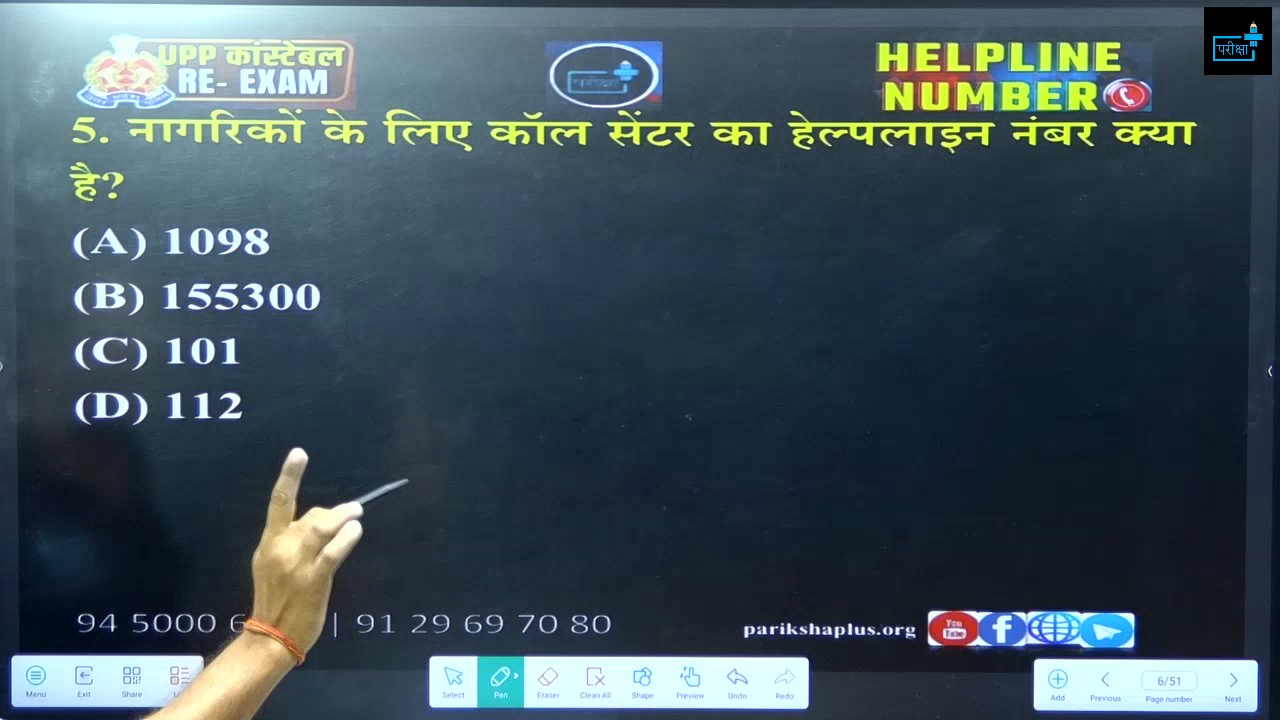 परीक्षा
UPP कांस्टेबल
RE- EXAM
HELPLINE
NUMBER
5. नागरिकों के लिए कॉल सेंटर का हेल्पलाइन नंबर क्या
है?
(A) 1098
(B) 155300
(C) 101
(D) 112
94 5000 6 | 91 29 69 70 80
parikshaplus.org
You
Tube
Menu
Exit
Share
Select
Pen
Eraser
Clean All
Shape
Preview
Undo
Redo
Add
Previous
6/51
Page number
Next